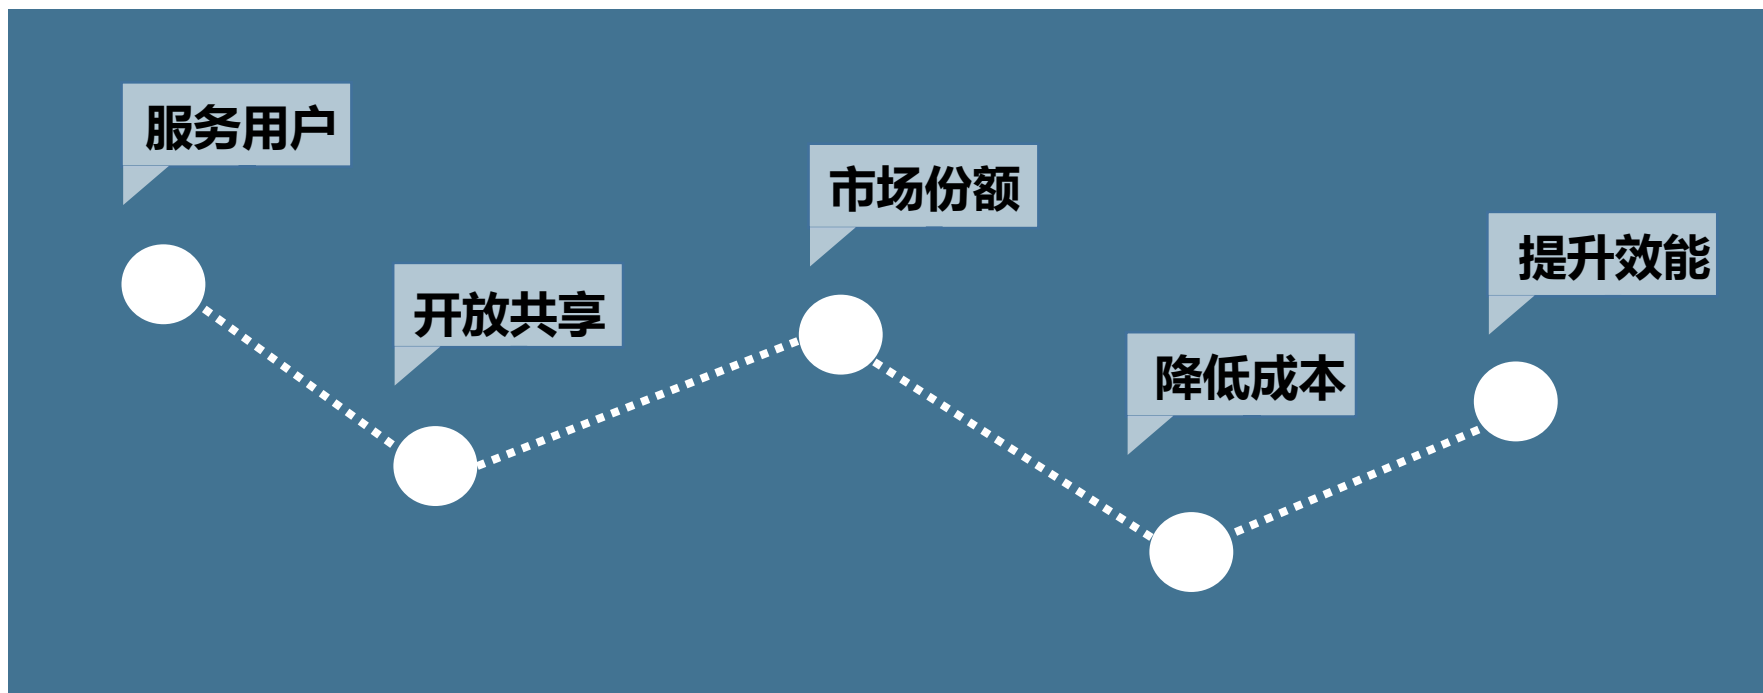 服务用户
开放共享
市场份额
降低成本
提升效能